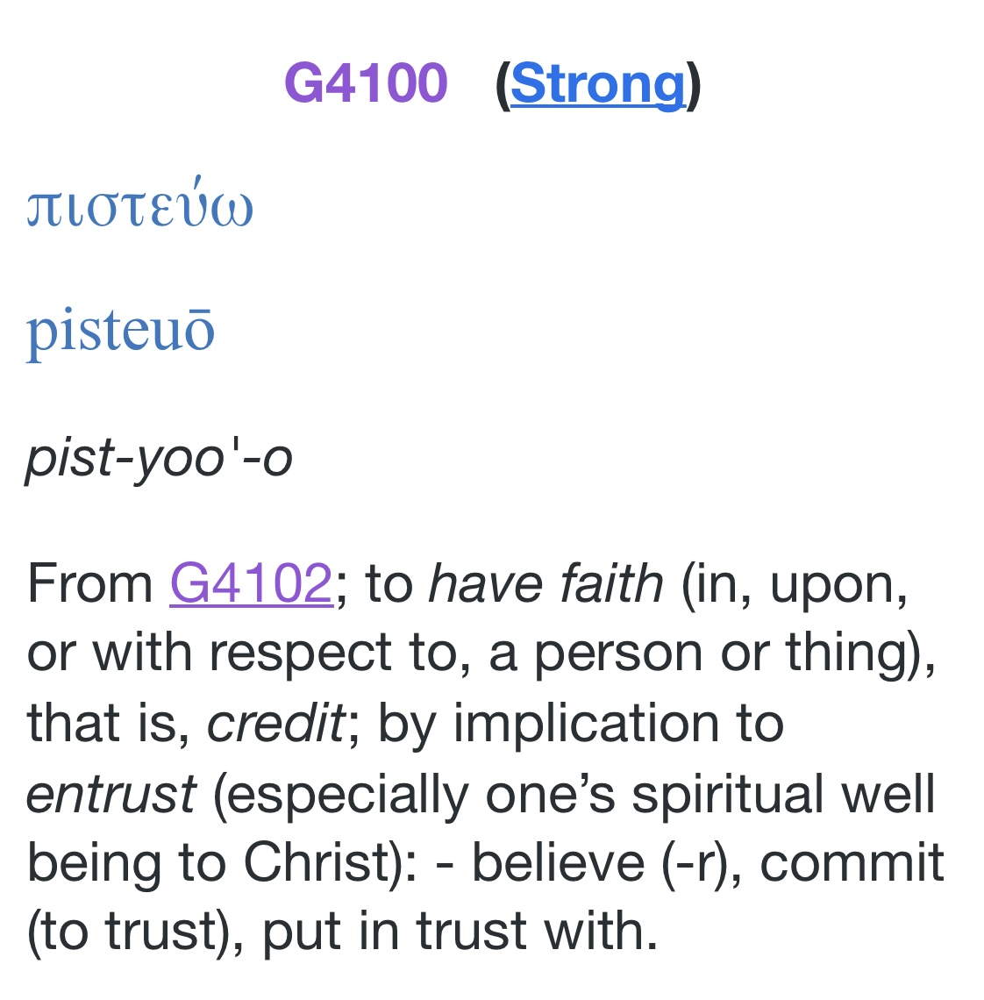 G4100 (Strong)
πιστεύω
pisteuō
pist-yoo'-o
From G4102; to have faith (in, upon,
or with respect to, a person or thing),
that is, credit; by implication to
entrust (especially one’s spiritual well
being to Christ): - believe (-r), commit
(to trust), put in trust with.